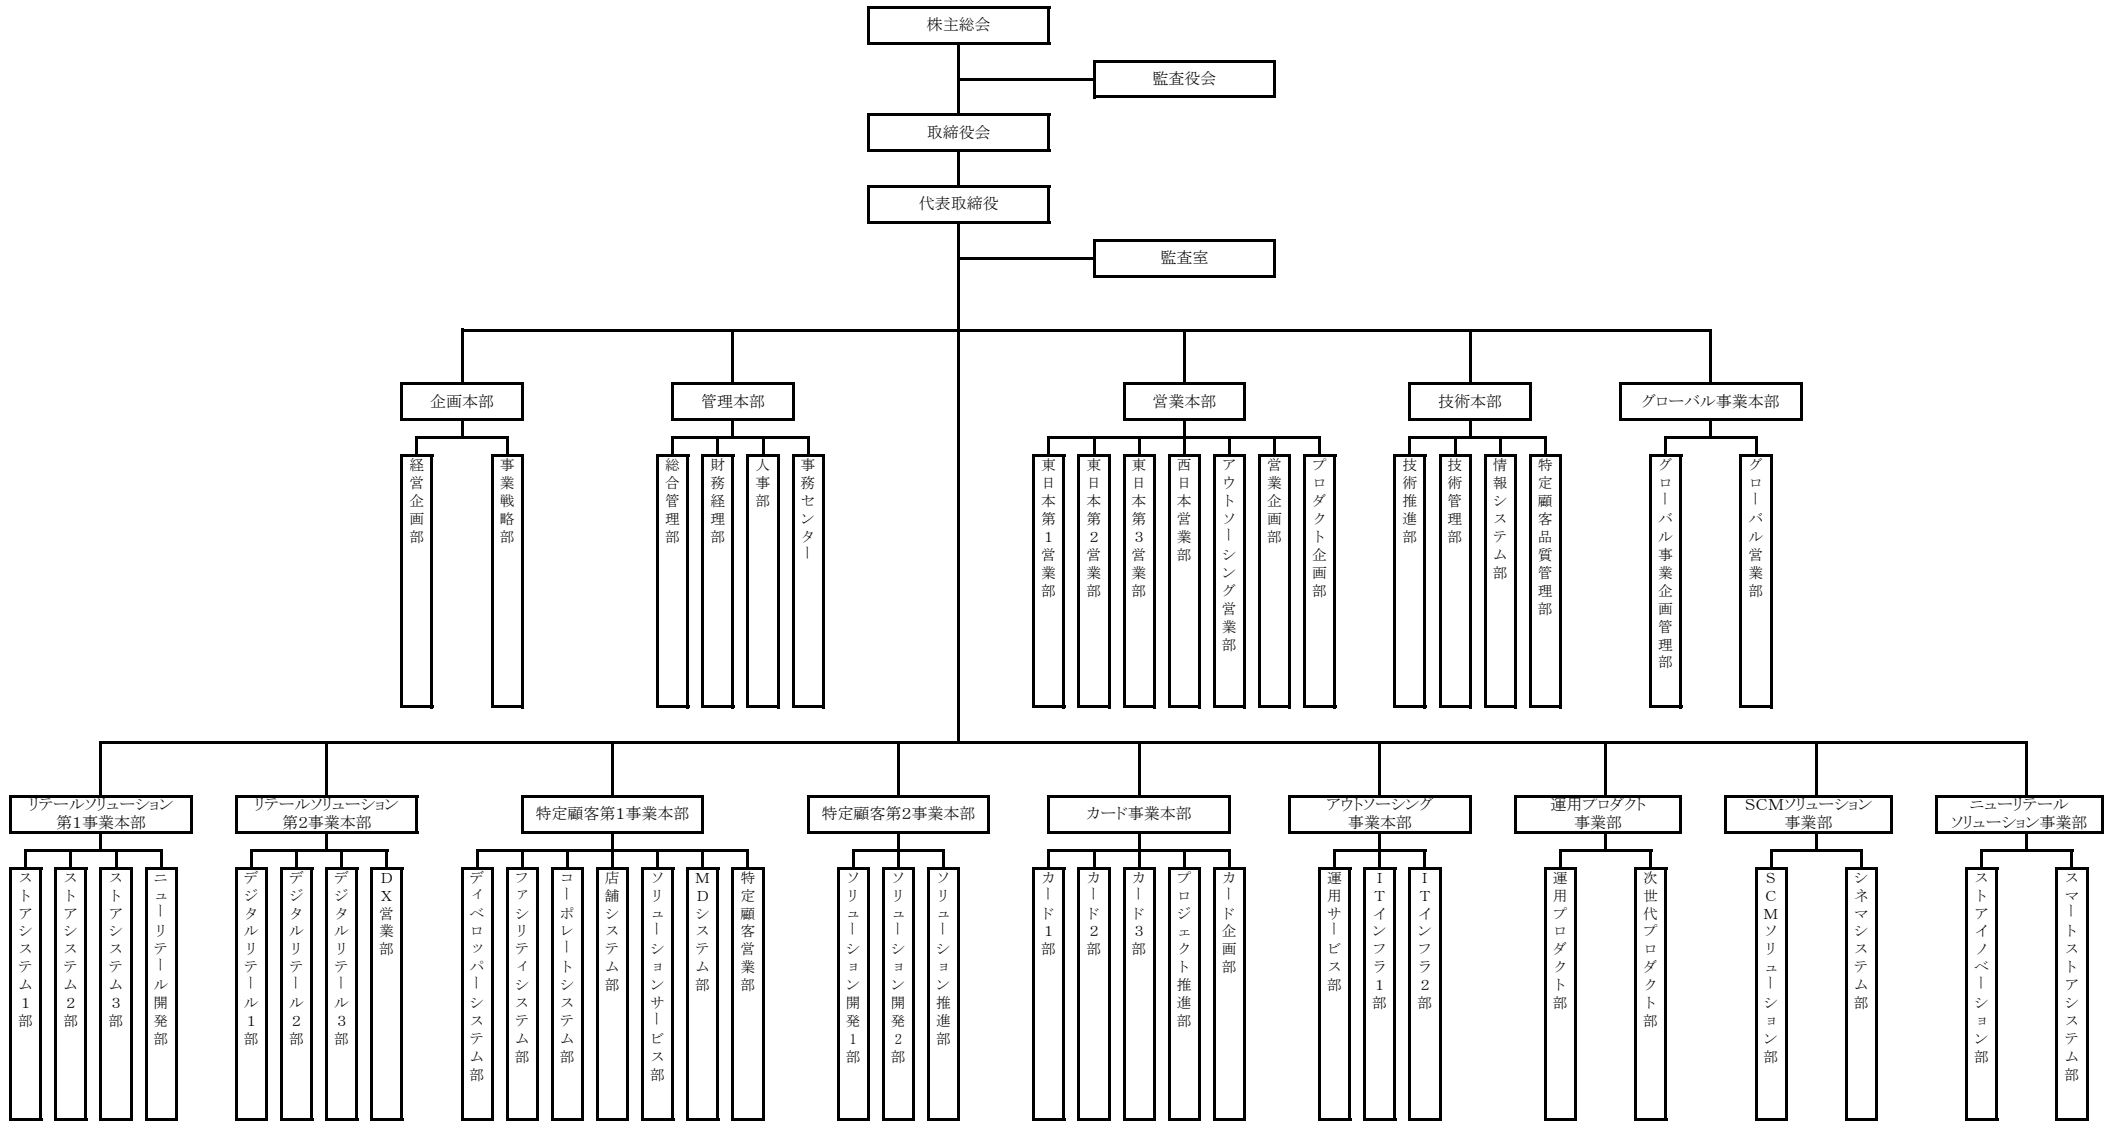 株主総会
監査役会
取締役会
代表取締役
監査室
企画本部
管理本部
営業本部
技術本部
グローバル事業本部
経営企画部
事業戦略部
総合管理部
財務経理部
人事部
事務センター
東日本第1営業部
東日本第2営業部
東日本第3営業部
西日本営業部
アウトソーシング営業部
営業企画部
プロダクト企画部
技術推進部
技術管理部
情報システム部
特定顧客品質管理部
グローバル事業企画管理部
グローバル営業部
リテールソリューション
第1事業本部
リテールソリューション
第2事業本部
特定顧客第1事業本部
特定顧客第2事業本部
カード事業本部
アウトソーシング
事業本部
運用プロダクト
事業部
SCMソリューション
事業部
ニューリテール
ソリューション事業部
ストアシステム1部
ストアシステム2部
ストアシステム3部
ニューリテール開発部
デジタルリテール1部
デジタルリテール2部
デジタルリテール3部
DX営業部
ディベロッパーシステム部
ファシリティシステム部
コーポレートシステム部
店舗システム部
ソリューションサービス部
MDシステム部
特定顧客営業部
ソリューション開発1部
ソリューション開発2部
ソリューション推進部
カード1部
カード2部
カード3部
プロジェクト推進部
カード企画部
運用サービス部
ITインフラ1部
ITインフラ2部
運用プロダクト部
次世代プロダクト部
SCMソリューション部
シネマシステム部
ストアイノベーション部
スマートストアシステム部